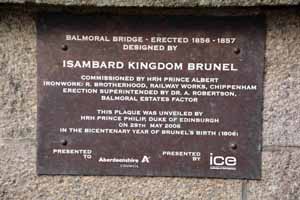 BALMORAL BRIDGE - ERECTED 1856 - 1857
DESIGNED BY
ISAMBARD KINGDOM BRUNEL
COMMISSIONED BY HRH PRINCE ALBERT
IRONWORK: R. BROTHERHOOD, RAILWAY WORKS, CHIPPENHAM
ERECTION SUPERINTENDED BY DR. A. ROBERTSON,
BALMORAL ESTATES FACTOR
THIS PLAQUE WAS UNVEILED BY
HRH PRINCE PHILIP, DUKE OF EDINBURGH
ON 29TH MAY 2006
IN THE BICENTENARY YEAR OF BRUNEL'S BIRTH (1806)
PRESENTED TO Aberdeenshire COUNCIL
PRESENTED BY ice